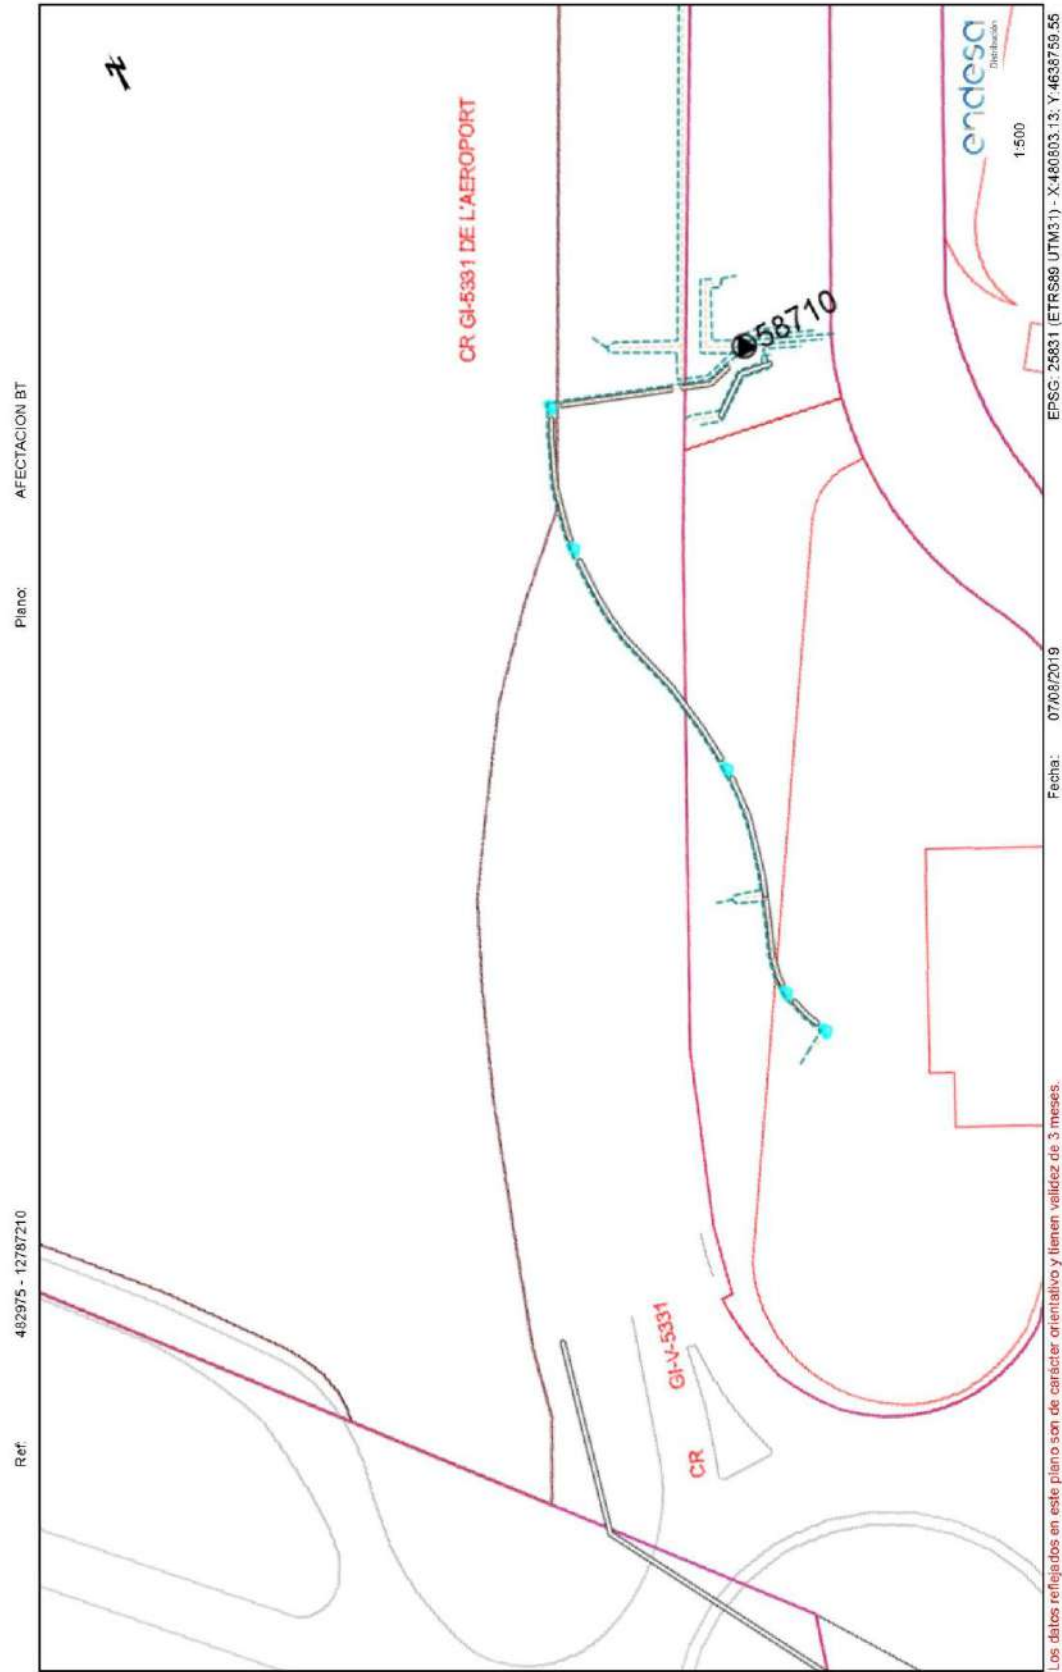 Ref: 482975 - 12787210 Plano: AFECTACION BT
N
CR GI-5331 DE L'AEROPORT
58710
CR GI-V-5331
endesa
Distribución
1:500
Los datos reflejados en este plano son de carácter orientativo y tienen validez de 3 meses. Fecha: 07/08/2019 EPSG: 25831 (ETRS89 UTM31) - X:480803.13; Y:4638759.55